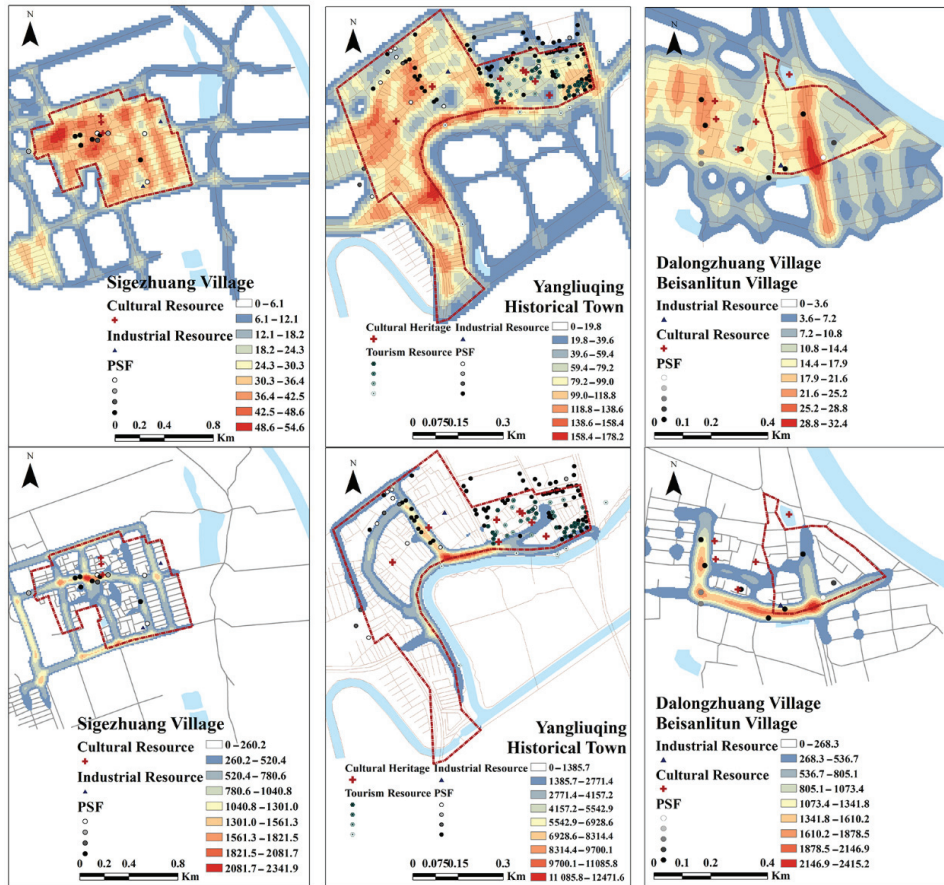 N
Sigezhuang Village
Cultural Resource
Industrial Resource
PSF
0–6.1
6.1–12.1
12.1–18.2
18.2–24.3
24.3–30.3
30.3–36.4
36.4–42.5
42.5–48.6
48.6–54.6
0 0.4 0.8
Km
N
Yangliuqing
Historical Town
Cultural Heritage Industrial Resource
Tourism Resource PSF
0–19.8
19.8–39.6
39.6–59.4
59.4–79.2
79.2–99.0
99.0–118.8
118.8–138.6
138.6–158.4
158.4–178.2
0 0.075 0.15 0.3
Km
N
Dalongzhuang Village
Beisanlitun Village
Industrial Resource
Cultural Resource
PSF
0–3.6
3.6–7.2
7.2–10.8
10.8–14.4
14.4–17.9
17.9–21.6
21.6–25.2
25.2–28.8
28.8–32.4
0 0.2 0.4
Km
N
Sigezhuang Village
Cultural Resource
Industrial Resource
PSF
0–260.2
260.2–520.4
520.4–780.6
780.6–1040.8
1040.8–1301.0
1301.0–1561.3
1561.3–1821.5
1821.5–2081.7
2081.7–2341.9
0 0.4 0.8
Km
N
Yangliuqing
Historical Town
Cultural Heritage Industrial Resource
Tourism Resource PSF
0–1385.7
1385.7–2771.4
2771.4–4157.2
4157.2–5542.9
5542.9–6928.6
6928.6–8314.4
8314.4–9700.1
9700.1–11085.8
11 085.8–12471.6
0 0.075 0.15 0.3
Km
N
Dalongzhuang Village
Beisanlitun Village
Industrial Resource
Cultural Resource
PSF
0–268.3
268.3–536.7
536.7–805.1
805.1–1073.4
1073.4–1341.8
1341.8–1610.2
1610.2–1878.5
1878.5–2146.9
2146.9–2415.2
0 0.2 0.4
Km